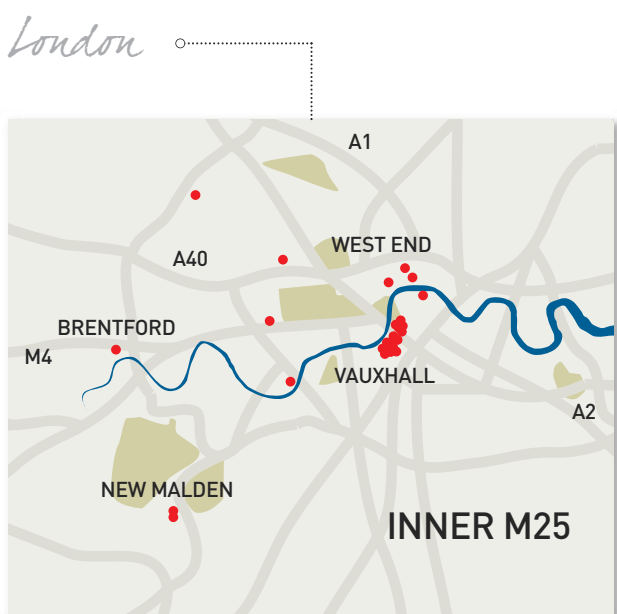 London
A1
WEST END
A40
BRENTFORD
M4
VAUXHALL
A2
NEW MALDEN
INNER M25